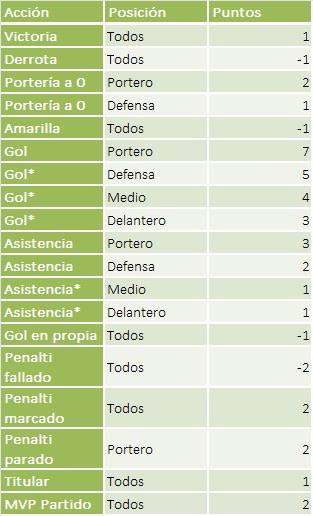 Acción Posición Puntos
Victoria Todos 1
Derrota Todos -1
Portería a 0 Portero 2
Portería a 0 Defensa 1
Amarilla Todos -1
Gol Portero 7
Gol* Defensa 5
Gol* Medio 4
Gol* Delantero 3
Asistencia Portero 3
Asistencia Defensa 2
Asistencia* Medio 1
Asistencia* Delantero 1
Gol en propia Todos -1
Penalti
fallado Todos -2
Penalti
marcado Todos 2
Penalti
parado Portero 2
Titular Todos 1
MVP Partido Todos 2